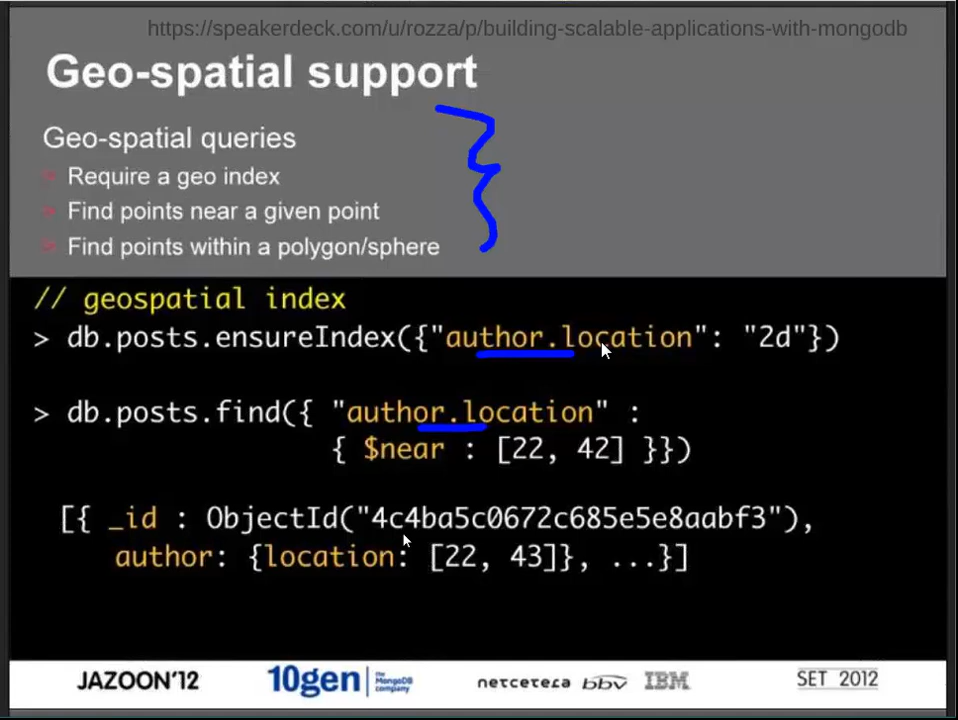 https://speakerdeck.com/u/rozza/p/building-scalable-applications-with-mongodb
Geo-spatial support
Geo-spatial queries
Require a geo index
Find points near a given point
Find points within a polygon/sphere
// geospatial index
> db.posts.ensureIndex({"author.location": "2d"})
> db.posts.find({ "author.location" :
{ $near : [22, 42] }})
[{ _id : ObjectId("4c4ba5c0672c685e5e8aabf3"),
author: {location: [22, 43]}, ...}]
JAZOON'12 10gen the MongoDB company netcetera bbv IBM SET 2012